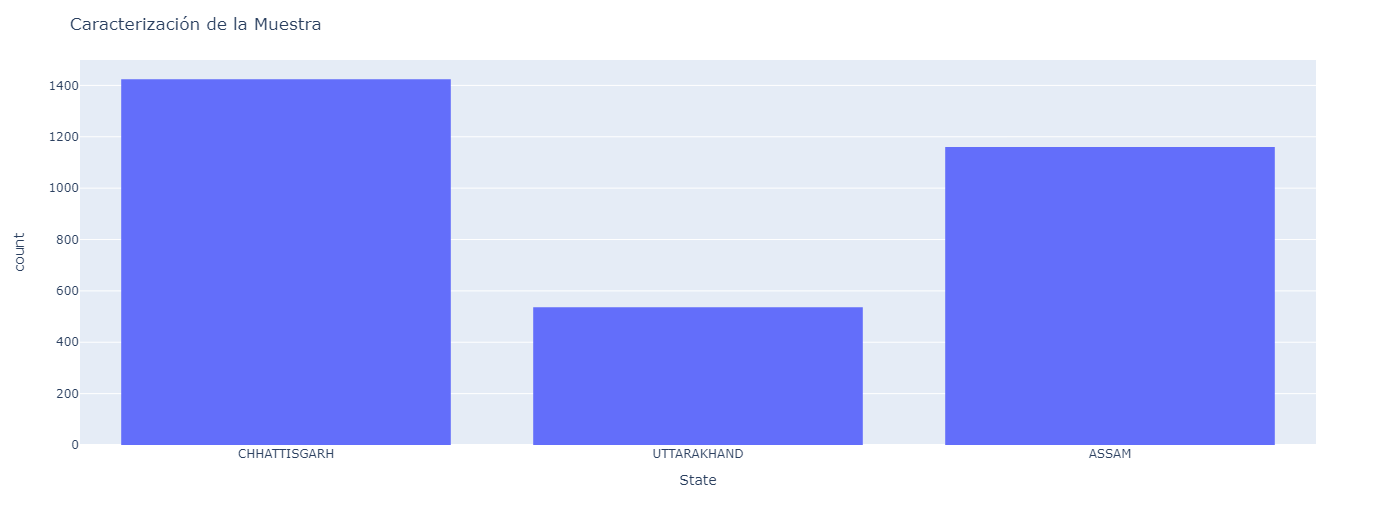 Caracterización de la Muestra
count
1400
1200
1000
800
600
400
200
0
CHHATTISGARH
UTTARAKHAND
ASSAM
State